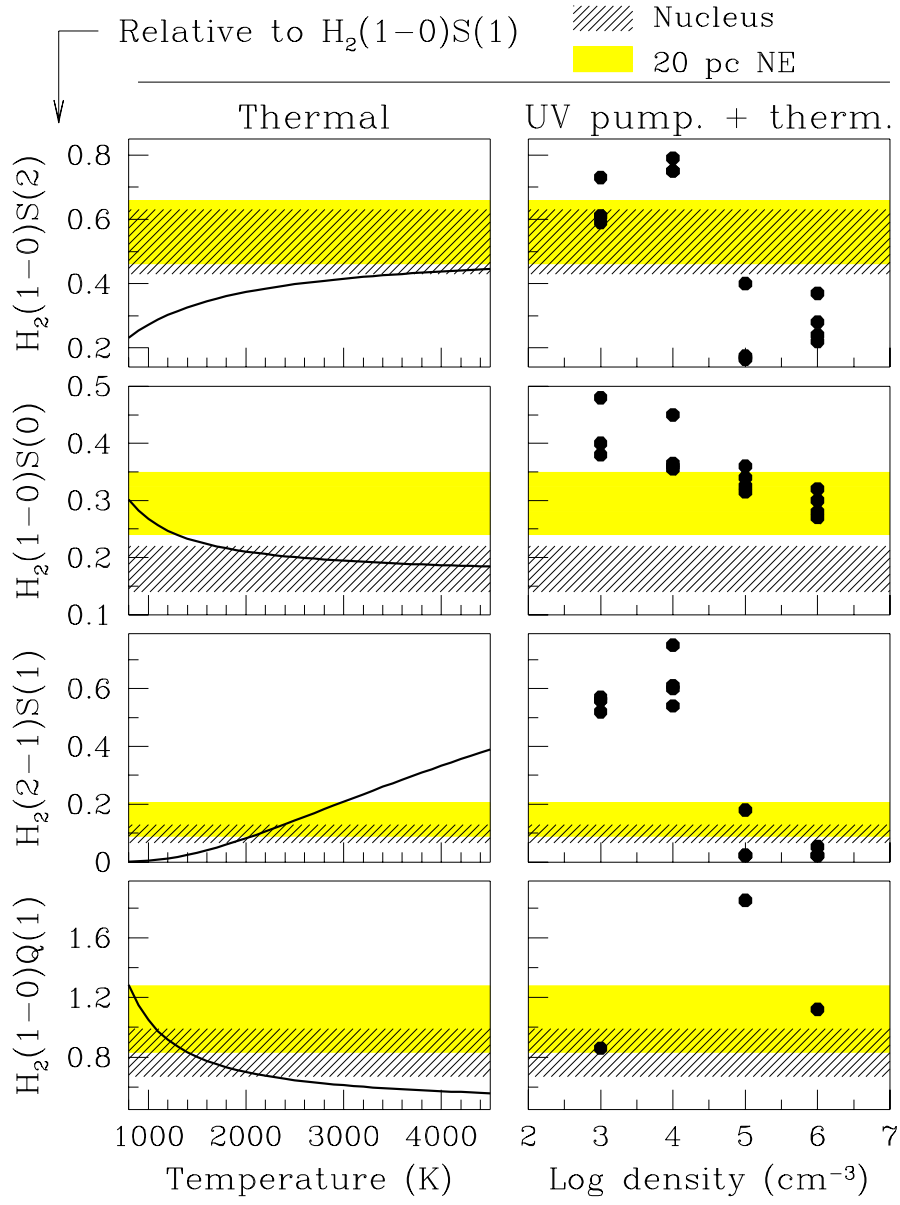 Relative to H₂(1−0)S(1)
Nucleus
20 pc NE
Thermal
UV pump. + therm.
H₂(1−0)S(2)
0.8
0.6
0.4
0.2
H₂(1−0)S(0)
0.5
0.4
0.3
0.2
0.1
H₂(2−1)S(1)
0.6
0.4
0.2
0
H₂(1−0)Q(1)
1.6
1.2
0.8
1000 2000 3000 4000
2 3 4 5 6 7
Temperature (K)
Log density (cm⁻³)